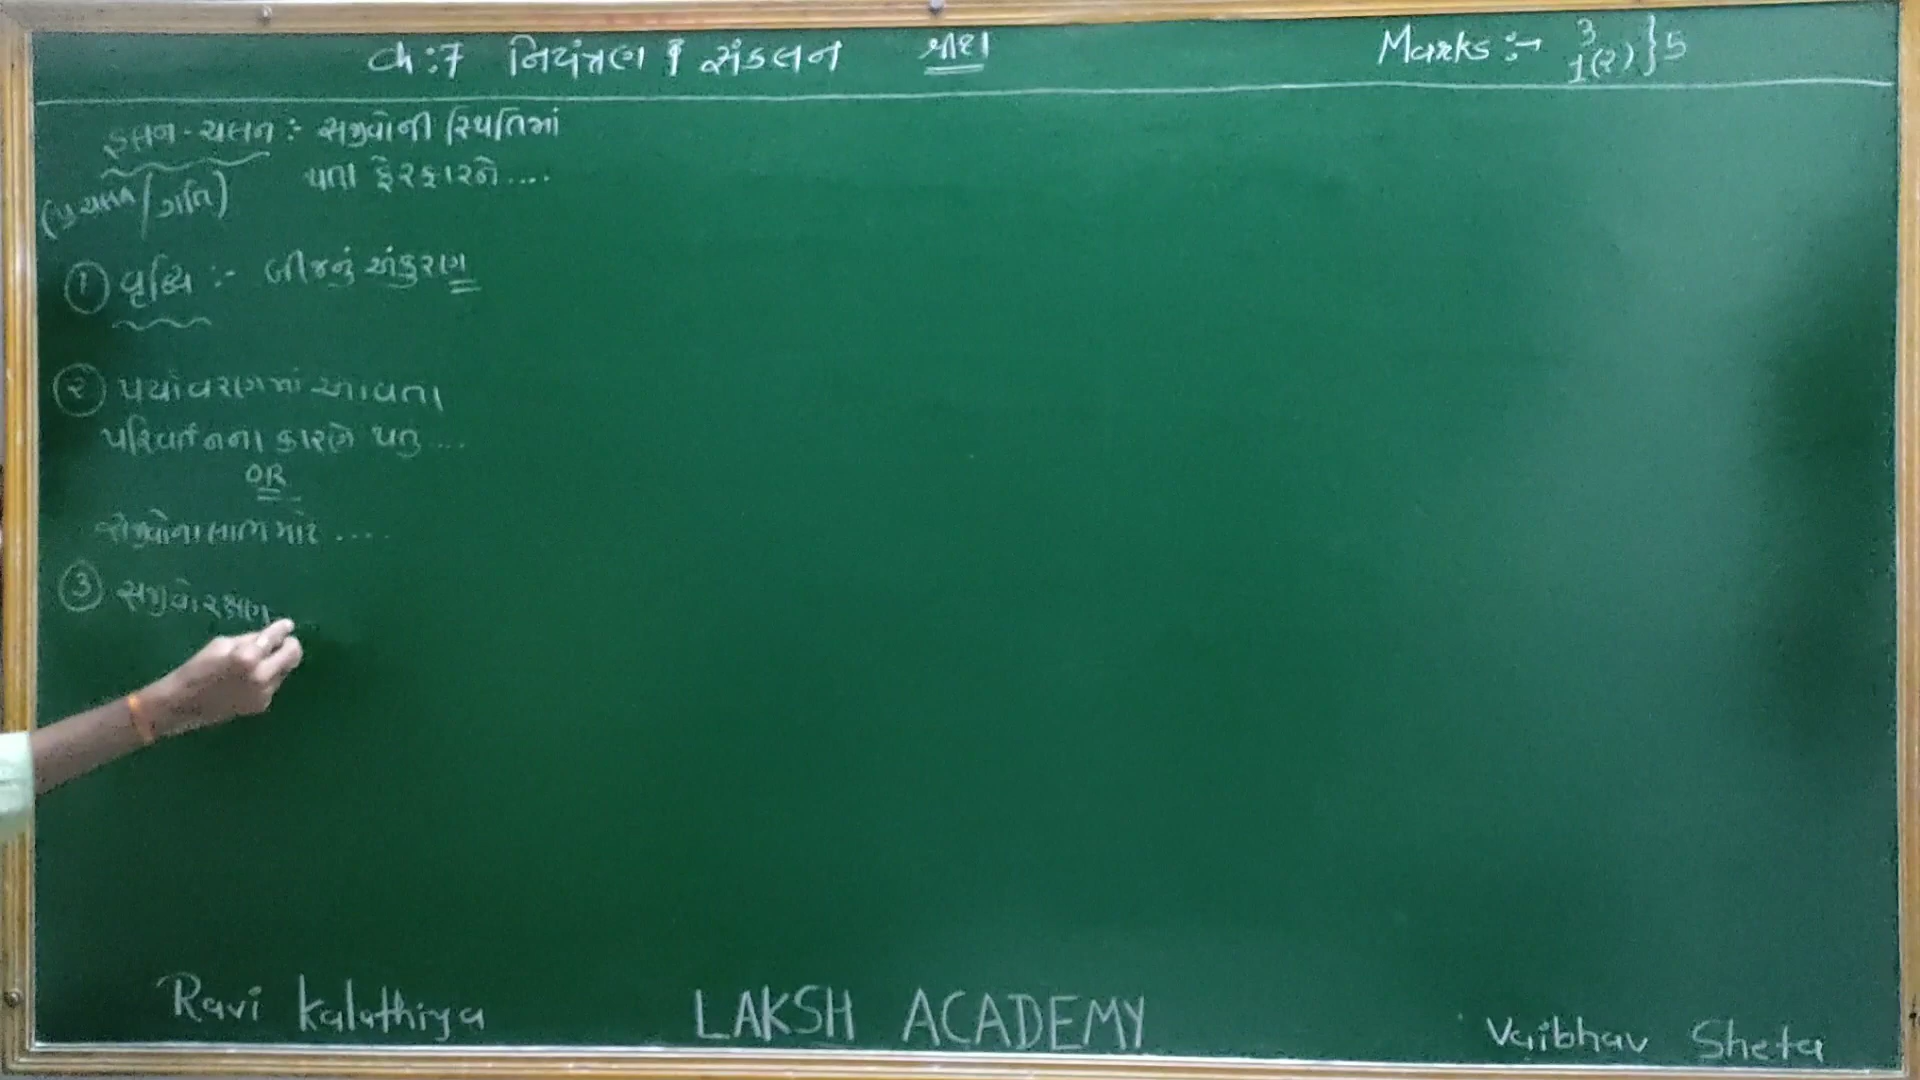 ch:7 નિયંત્રણ અને સંકલન
Marks :→ 3
1(2) } 5
હલન-ચલન :- સજીવોની સ્થિતિમાં
થતા ફેરફારને....
(પ્રચલન/ગતિ)
① વૃદ્ધિ :- બીજનું અંકુરણ
② પર્યાવરણમાં આવતા
પરિવર્તનના કારણે થતુ....
OR
સજીવોના લાભ માટે ....
③ સજીવો રક્ષણ
Ravi Kalathiya
LAKSH ACADEMY
Vaibhav Sheta